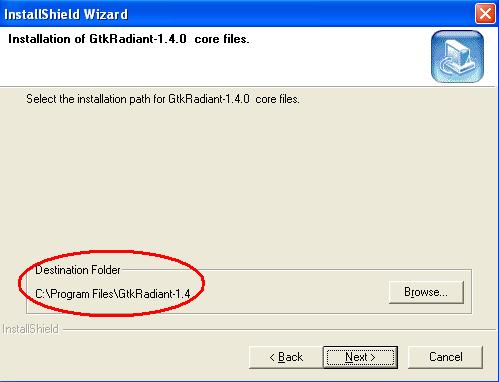 InstallShield Wizard
Installation of GtkRadiant-1.4.0 core files.
Select the installation path for GtkRadiant-1.4.0 core files.
Destination Folder
C:\Program Files\GtkRadiant-1.4
Browse...
InstallShield
< Back
Next >
Cancel